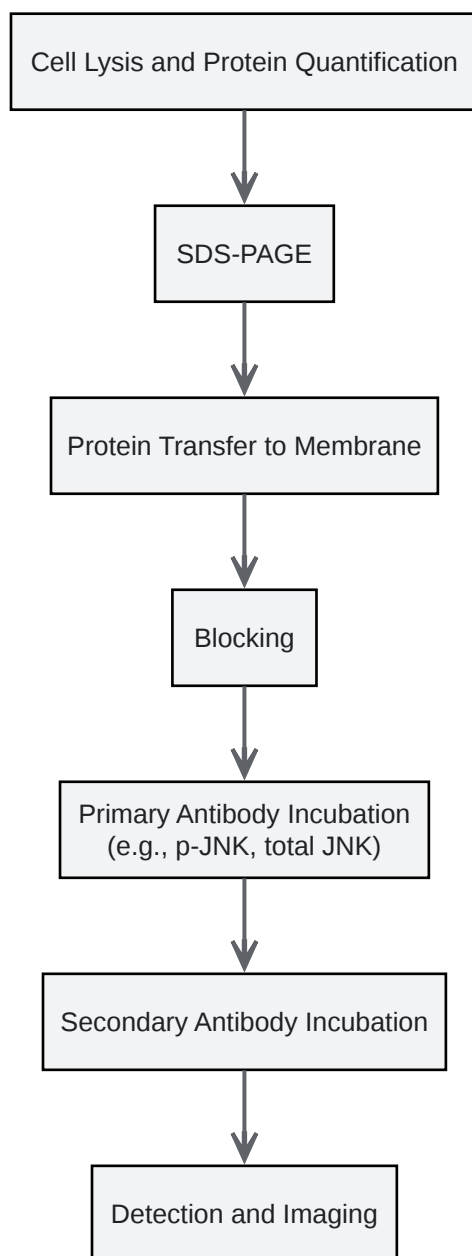 Cell Lysis and Protein Quantification
SDS-PAGE
Protein Transfer to Membrane
Blocking
Primary Antibody Incubation
(e.g., p-JNK, total JNK)
Secondary Antibody Incubation
Detection and Imaging